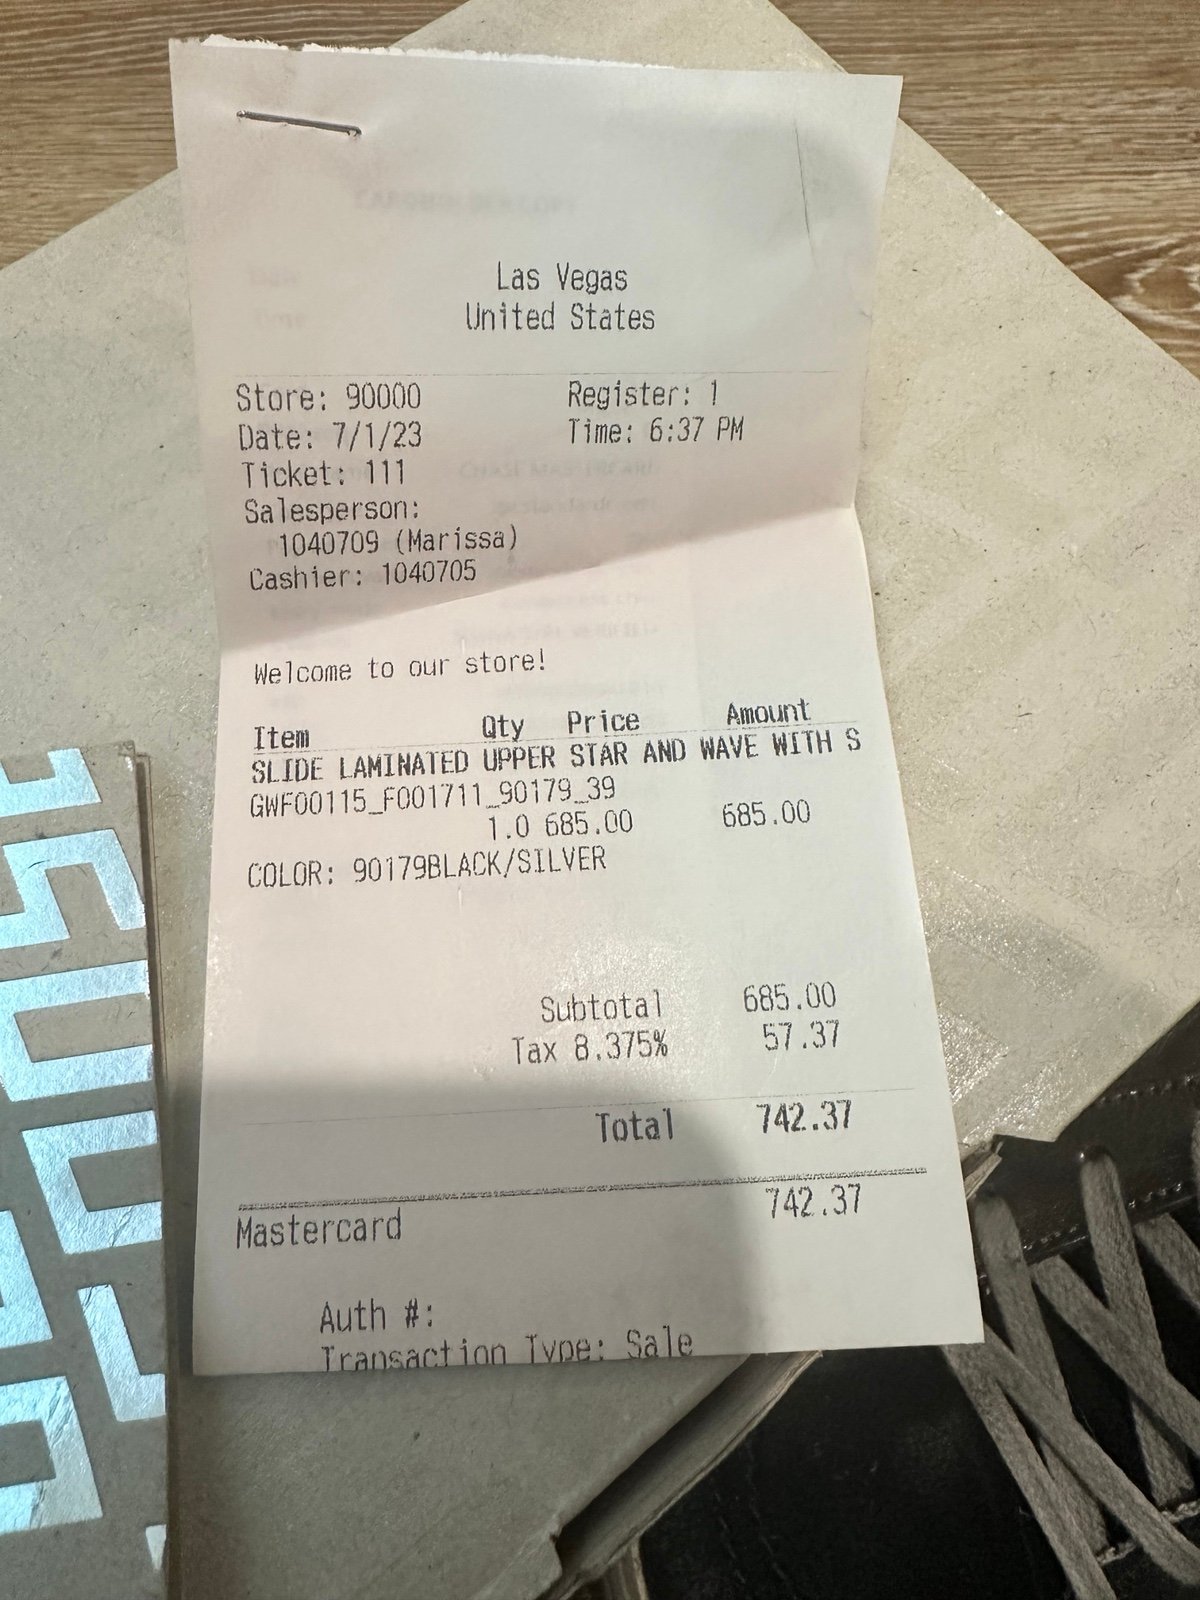 Las Vegas
United States
Store: 90000 Register: 1
Date: 7/1/23 Time: 6:37 PM
Ticket: 111
Salesperson:
1040709 (Marissa)
Cashier: 1040705
Welcome to our store!
Item Qty Price Amount
SLIDE LAMINATED UPPER STAR AND WAVE WITH S
GWF00115_F001711_90179_39
1.0 685.00 685.00
COLOR: 90179BLACK/SILVER
Subtotal 685.00
Tax 8.375% 57.37
Total 742.37
Mastercard 742.37
Auth #:
Transaction Type: Sale